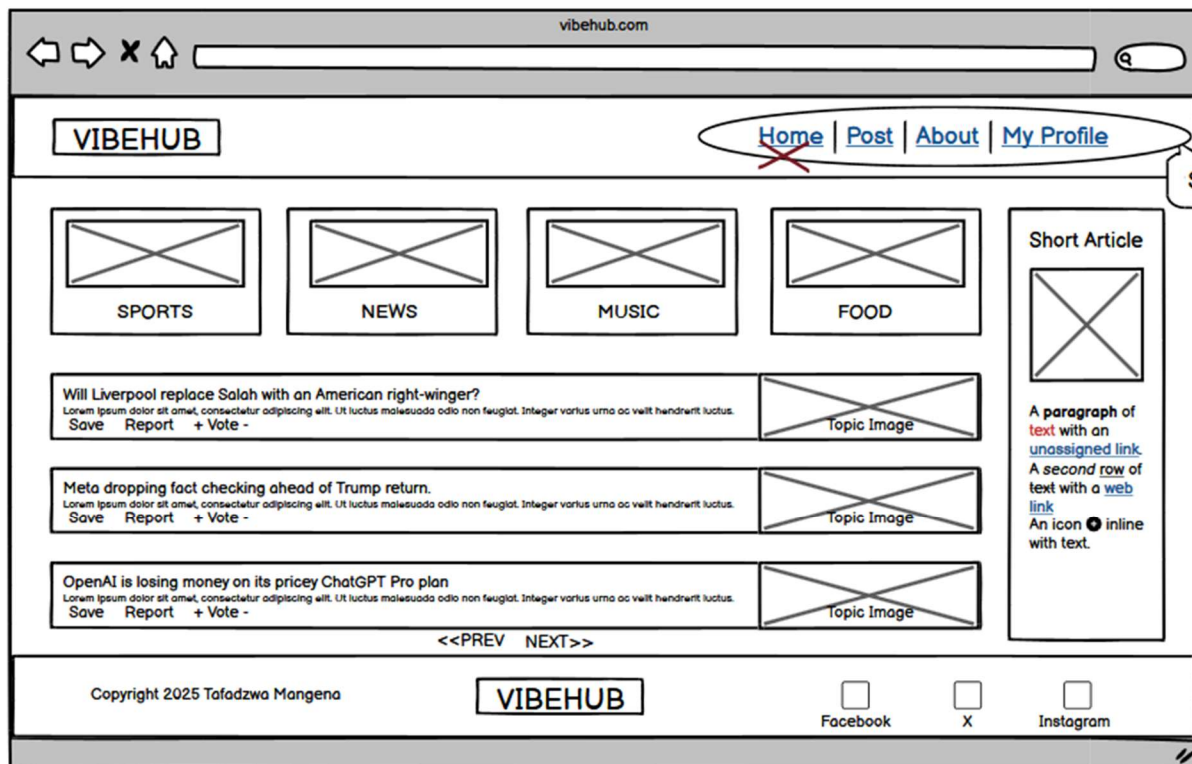 vibehub.com
VIBEHUB
Home | Post | About | My Profile
SPORTS
NEWS
MUSIC
FOOD
Will Liverpool replace Salah with an American right-winger?
Lorem ipsum dolor sit amet, consectetur adipiscing elit. Ut luctus malesuada odio non feugiat. Integer varius urna ac velit hendrerit luctus.
Save Report + Vote -
Topic Image
Meta dropping fact checking ahead of Trump return.
Lorem ipsum dolor sit amet, consectetur adipiscing elit. Ut luctus malesuada odio non feugiat. Integer varius urna ac velit hendrerit luctus.
Save Report + Vote -
Topic Image
OpenAI is losing money on its pricey ChatGPT Pro plan
Lorem ipsum dolor sit amet, consectetur adipiscing elit. Ut luctus malesuada odio non feugiat. Integer varius urna ac velit hendrerit luctus.
Save Report + Vote -
Topic Image
<<PREV NEXT>>
Short Article
A paragraph of
text with an
unassigned link.
A second row of
text with a web
link
An icon inline
with text.
Copyright 2025 Tafadzwa Mangena
VIBEHUB
Facebook
X
Instagram